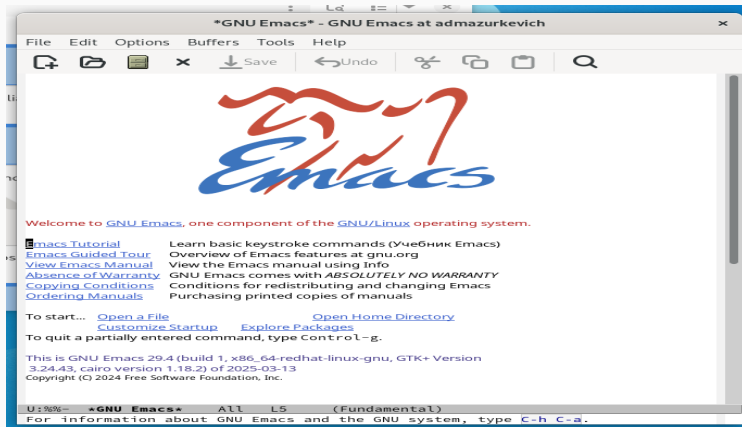 *GNU Emacs* - GNU Emacs at admazurkevich
File Edit Options Buffers Tools Help
Save Undo
Emacs
Welcome to GNU Emacs, one component of the GNU/Linux operating system.
Emacs Tutorial Learn basic keystroke commands (Учебник Emacs)
Emacs Guided Tour Overview of Emacs features at gnu.org
View Emacs Manual View the Emacs manual using Info
Absence of Warranty GNU Emacs comes with ABSOLUTELY NO WARRANTY
Copying Conditions Conditions for redistributing and changing Emacs
Ordering Manuals Purchasing printed copies of manuals
To start... Open a File Open Home Directory
Customize Startup Explore Packages
To quit a partially entered command, type Control-g.
This is GNU Emacs 29.4 (build 1, x86_64-redhat-linux-gnu, GTK+ Version
3.24.43, cairo version 1.18.2) of 2025-03-13
Copyright (C) 2024 Free Software Foundation, Inc.
U:%%- *GNU Emacs* All L5 (Fundamental)
For information about GNU Emacs and the GNU system, type C-h C-a.